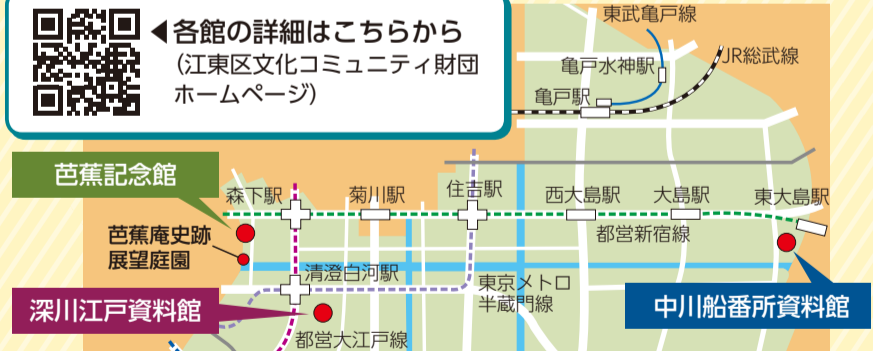 ◀各館の詳細はこちらから
（江東区文化コミュニティ財団
ホームページ）
東武亀戸線
亀戸水神駅
JR総武線
亀戸駅
芭蕉記念館
森下駅
菊川駅
住吉駅
西大島駅
大島駅
東大島駅
都営新宿線
芭蕉庵史跡
展望庭園
清澄白河駅
東京メトロ
半蔵門線
深川江戸資料館
中川船番所資料館
都営大江戸線